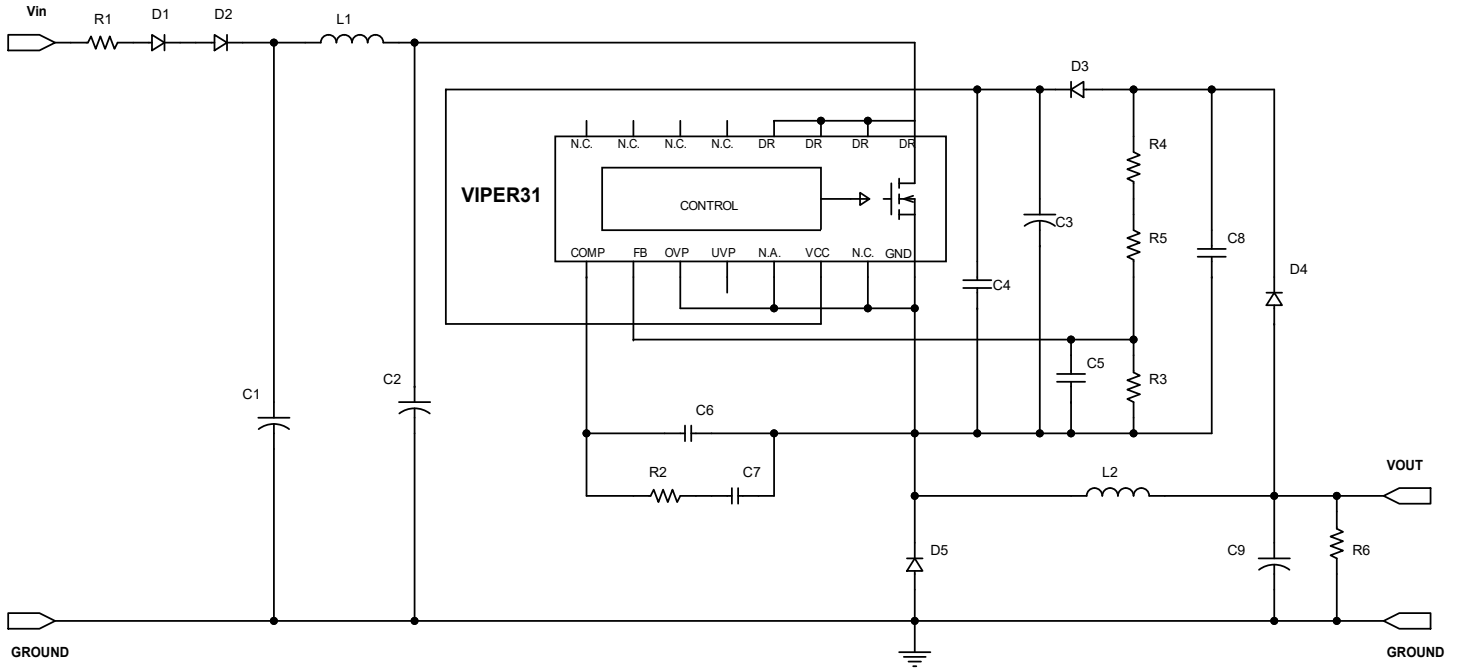 Vin
R1
D1
D2
L1
D3
N.C.
N.C.
N.C.
N.C.
DR
DR
DR
DR
R4
VIPER31
CONTROL
C3
R5
C8
COMP
FB
OVP
UVP
N.A.
VCC
N.C.
GND
D4
C4
C5
R3
C2
C1
C6
R2
C7
L2
VOUT
D5
C9
R6
GROUND
GROUND